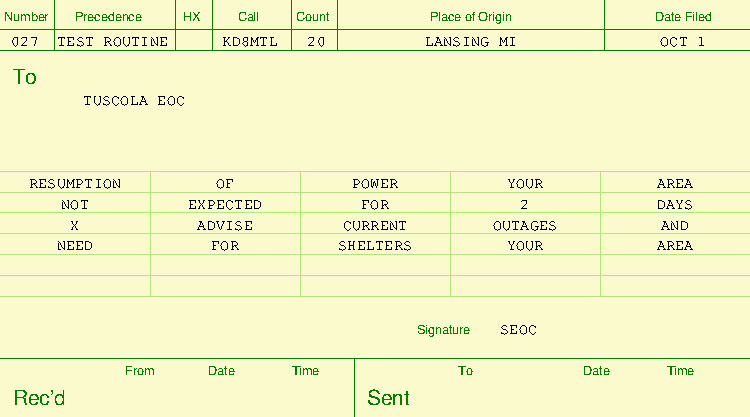 Number Precedence HX Call Count Place of Origin Date Filed
027 TEST ROUTINE KD8MTL 20 LANSING MI OCT 1
To
TUSCOLA EOC
RESUMPTION OF POWER YOUR AREA
NOT EXPECTED FOR 2 DAYS
X ADVISE CURRENT OUTAGES AND
NEED FOR SHELTERS YOUR AREA
Signature SEOC
From Date Time To Date Time
Rec'd Sent